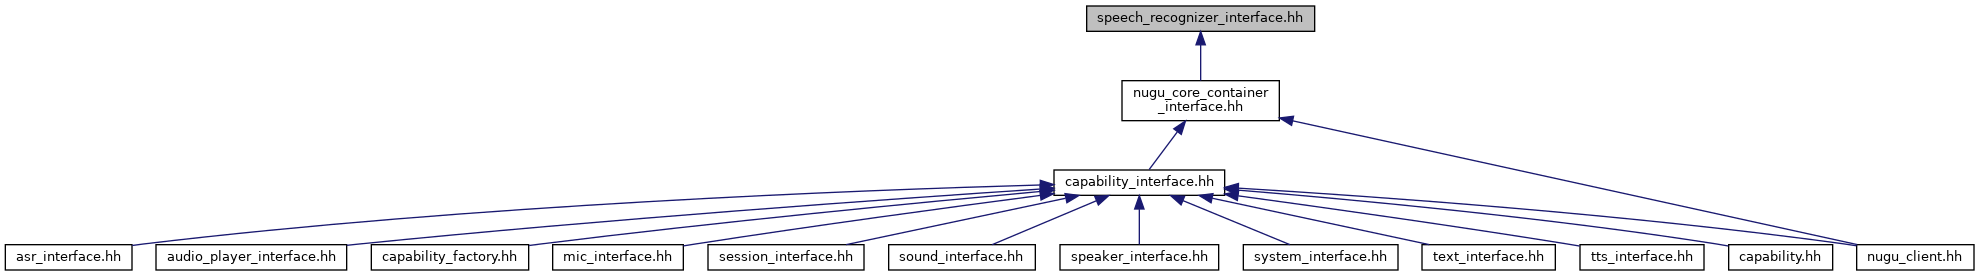 speech_recognizer_interface.hh
nugu_core_container
_interface.hh
capability_interface.hh
asr_interface.hh
audio_player_interface.hh
capability_factory.hh
mic_interface.hh
session_interface.hh
sound_interface.hh
speaker_interface.hh
system_interface.hh
text_interface.hh
tts_interface.hh
capability.hh
nugu_client.hh